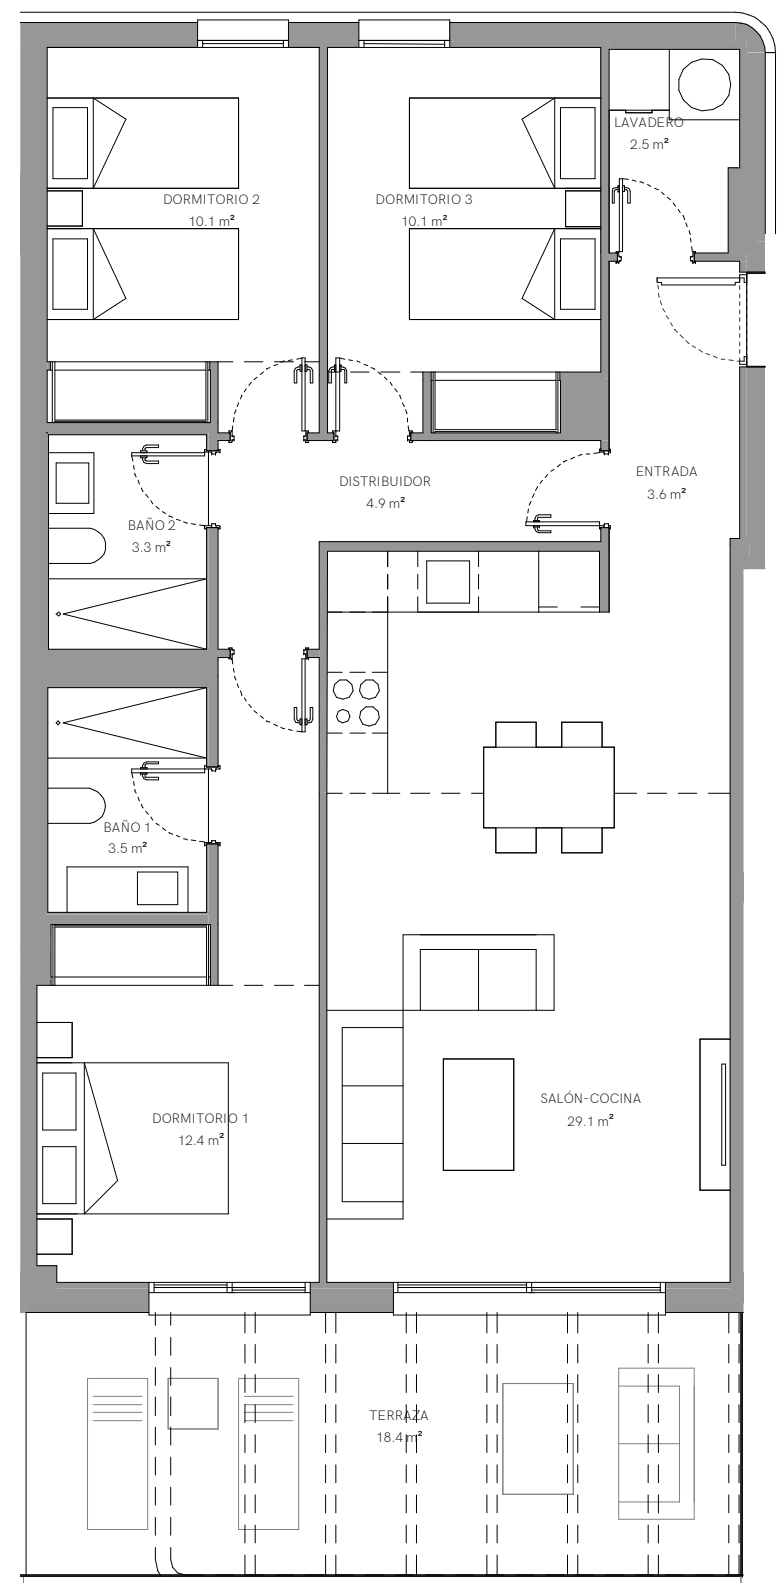 LAVADERO
2.5 m²
DORMITORIO 2
10.1 m²
DORMITORIO 3
10.1 m²
DISTRIBUIDOR
4.9 m²
ENTRADA
3.6 m²
BAÑO 2
3.3 m²
BAÑO 1
3.5 m²
DORMITORIO 1
12.4 m²
SALÓN-COCINA
29.1 m²
TERRAZA
18.4 m²